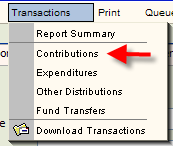 Transactions Print Queue
Report Summary
Contributions
Expenditures
Other Distributions
Fund Transfers
Download Transactions